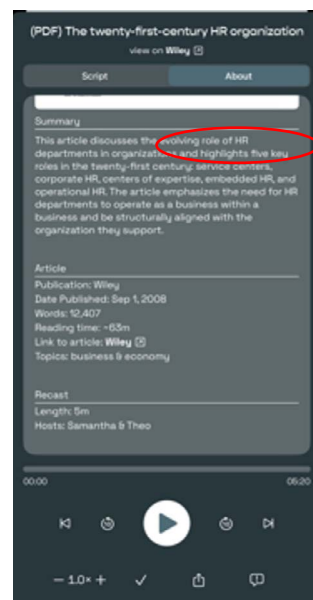 (PDF) The twenty-first-century HR organization
view on Wiley
Script
About
Summary
This article discusses the evolving role of HR
departments in organizations and highlights five key
roles in the twenty-first century: service centers,
corporate HR, centers of expertise, embedded HR, and
operational HR. The article emphasizes the need for HR
departments to operate as a business within a
business and be structurally aligned with the
organization they support.
Article
Publication: Wiley
Date Published: Sep 1, 2008
Words: 12,407
Reading time: ~63m
Link to article: Wiley
Topics: business & economy
Recast
Length: 5m
Hosts: Samantha & Theo
00:00
05:20
− 1.0× +